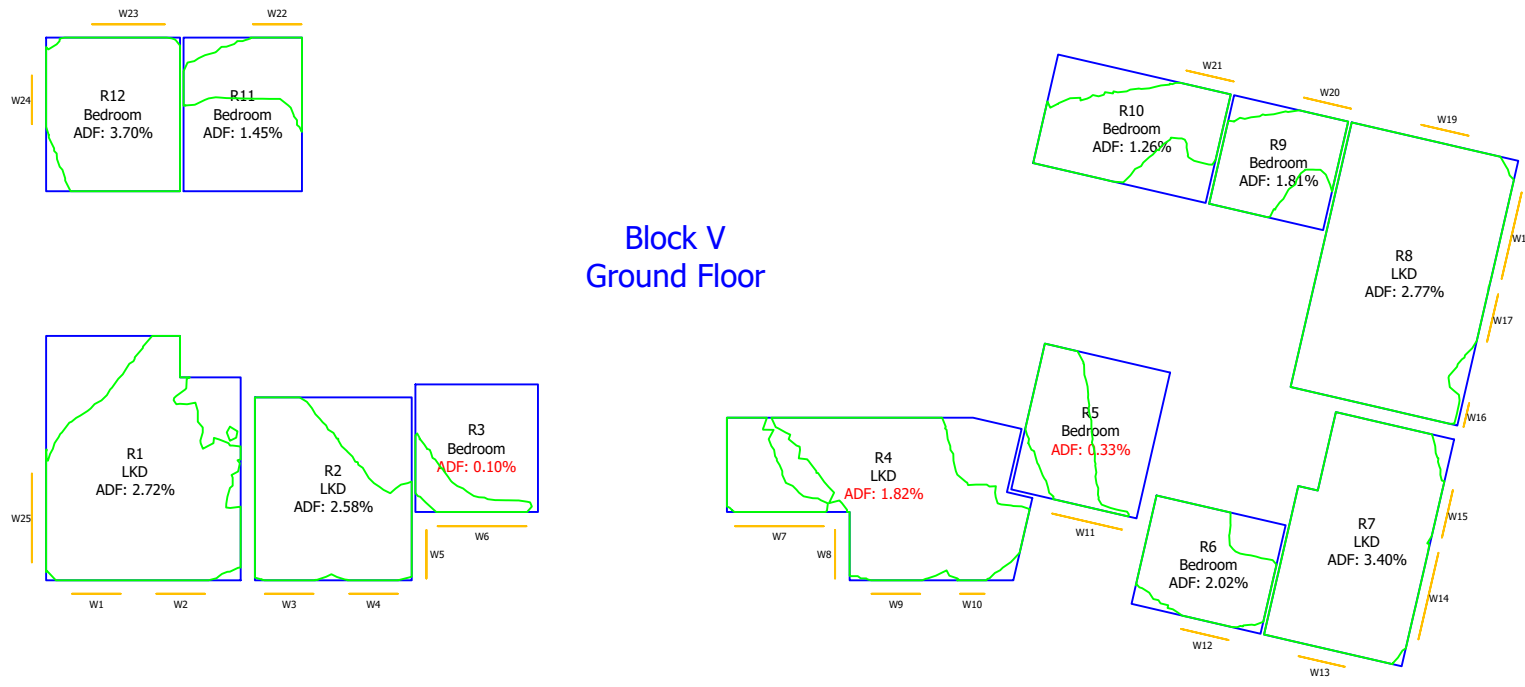 W23
W22
W24
R12
Bedroom
ADF: 3.70%
R11
Bedroom
ADF: 1.45%
W21
W20
W19
R10
Bedroom
ADF: 1.26%
R9
Bedroom
ADF: 1.81%
R8
LKD
ADF: 2.77%
W1
W17
W16
Block V
Ground Floor
R1
LKD
ADF: 2.72%
W25
W1
W2
R2
LKD
ADF: 2.58%
W3
W4
W5
R3
Bedroom
ADF: 0.10%
W6
R4
LKD
ADF: 1.82%
W7
W8
W9
W10
R5
Bedroom
ADF: 0.33%
W11
R6
Bedroom
ADF: 2.02%
W12
R7
LKD
ADF: 3.40%
W15
W14
W13